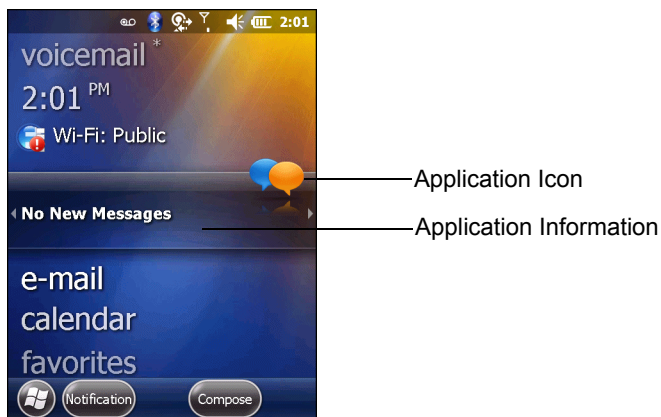 2:01
voicemail *
2:01 PM
Wi-Fi: Public
Application Icon
No New Messages
Application Information
e-mail
calendar
favorites
Notification Compose